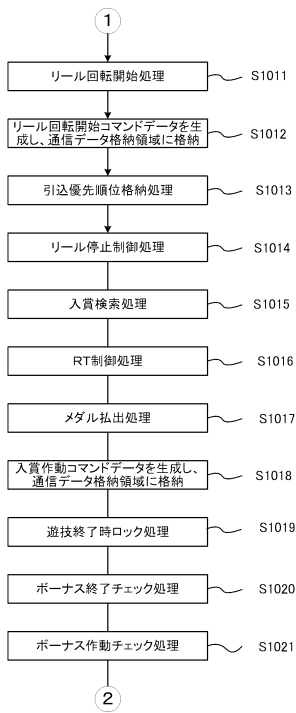 1
リール回転開始処理 S1011
リール回転開始コマンドデータを生
成し、通信データ格納領域に格納 S1012
引込優先順位格納処理 S1013
リール停止制御処理 S1014
入賞検索処理 S1015
RT制御処理 S1016
メダル払出処理 S1017
入賞作動コマンドデータを生成し、
通信データ格納領域に格納 S1018
遊技終了時ロック処理 S1019
ボーナス終了チェック処理 S1020
ボーナス作動チェック処理 S1021
2